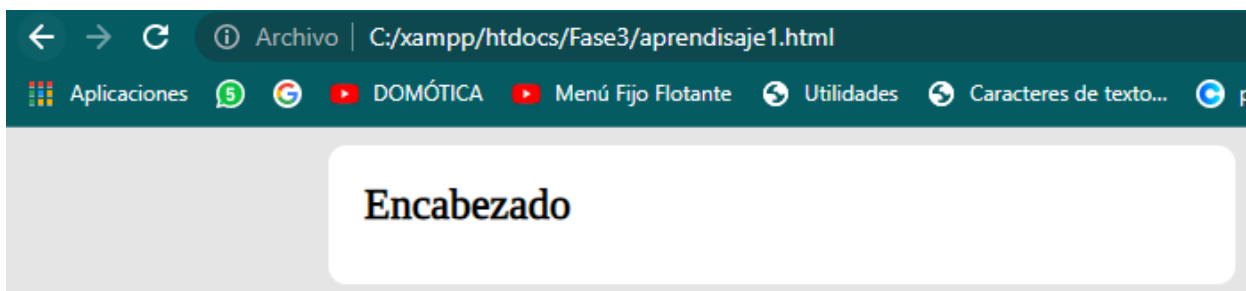 Archivo | C:/xampp/htdocs/Fase3/aprendisaje1.html
Aplicaciones 5 G DOMÓTICA Menú Fijo Flotante Utilidades Caracteres de texto... C p
Encabezado